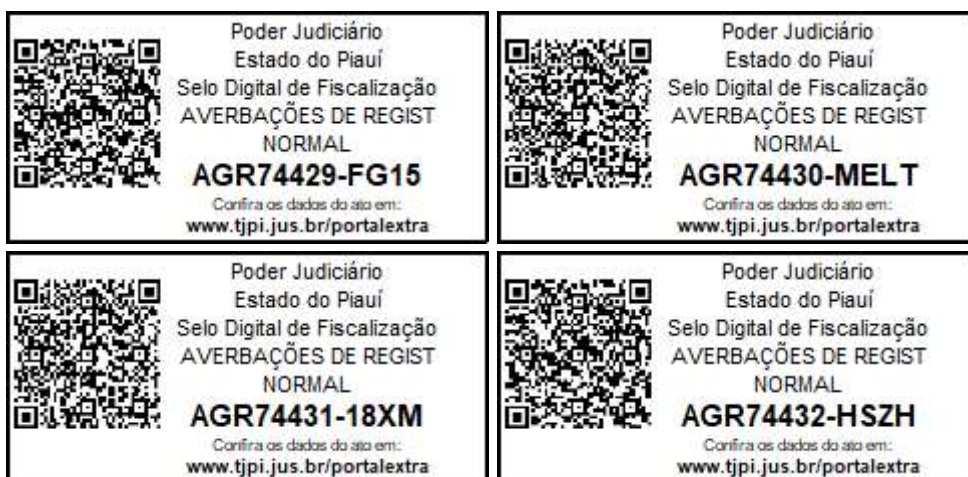 Poder Judiciário
Estado do Piauí
Selo Digital de Fiscalização
AVERBAÇÕES DE REGIST
NORMAL
AGR74429-FG15
Confira os dados do ato em:
www.tjpi.jus.br/portalextra
Poder Judiciário
Estado do Piauí
Selo Digital de Fiscalização
AVERBAÇÕES DE REGIST
NORMAL
AGR74430-MELT
Confira os dados do ato em:
www.tjpi.jus.br/portalextra
Poder Judiciário
Estado do Piauí
Selo Digital de Fiscalização
AVERBAÇÕES DE REGIST
NORMAL
AGR74431-18XM
Confira os dados do ato em:
www.tjpi.jus.br/portalextra
Poder Judiciário
Estado do Piauí
Selo Digital de Fiscalização
AVERBAÇÕES DE REGIST
NORMAL
AGR74432-HSZH
Confira os dados do ato em:
www.tjpi.jus.br/portalextra